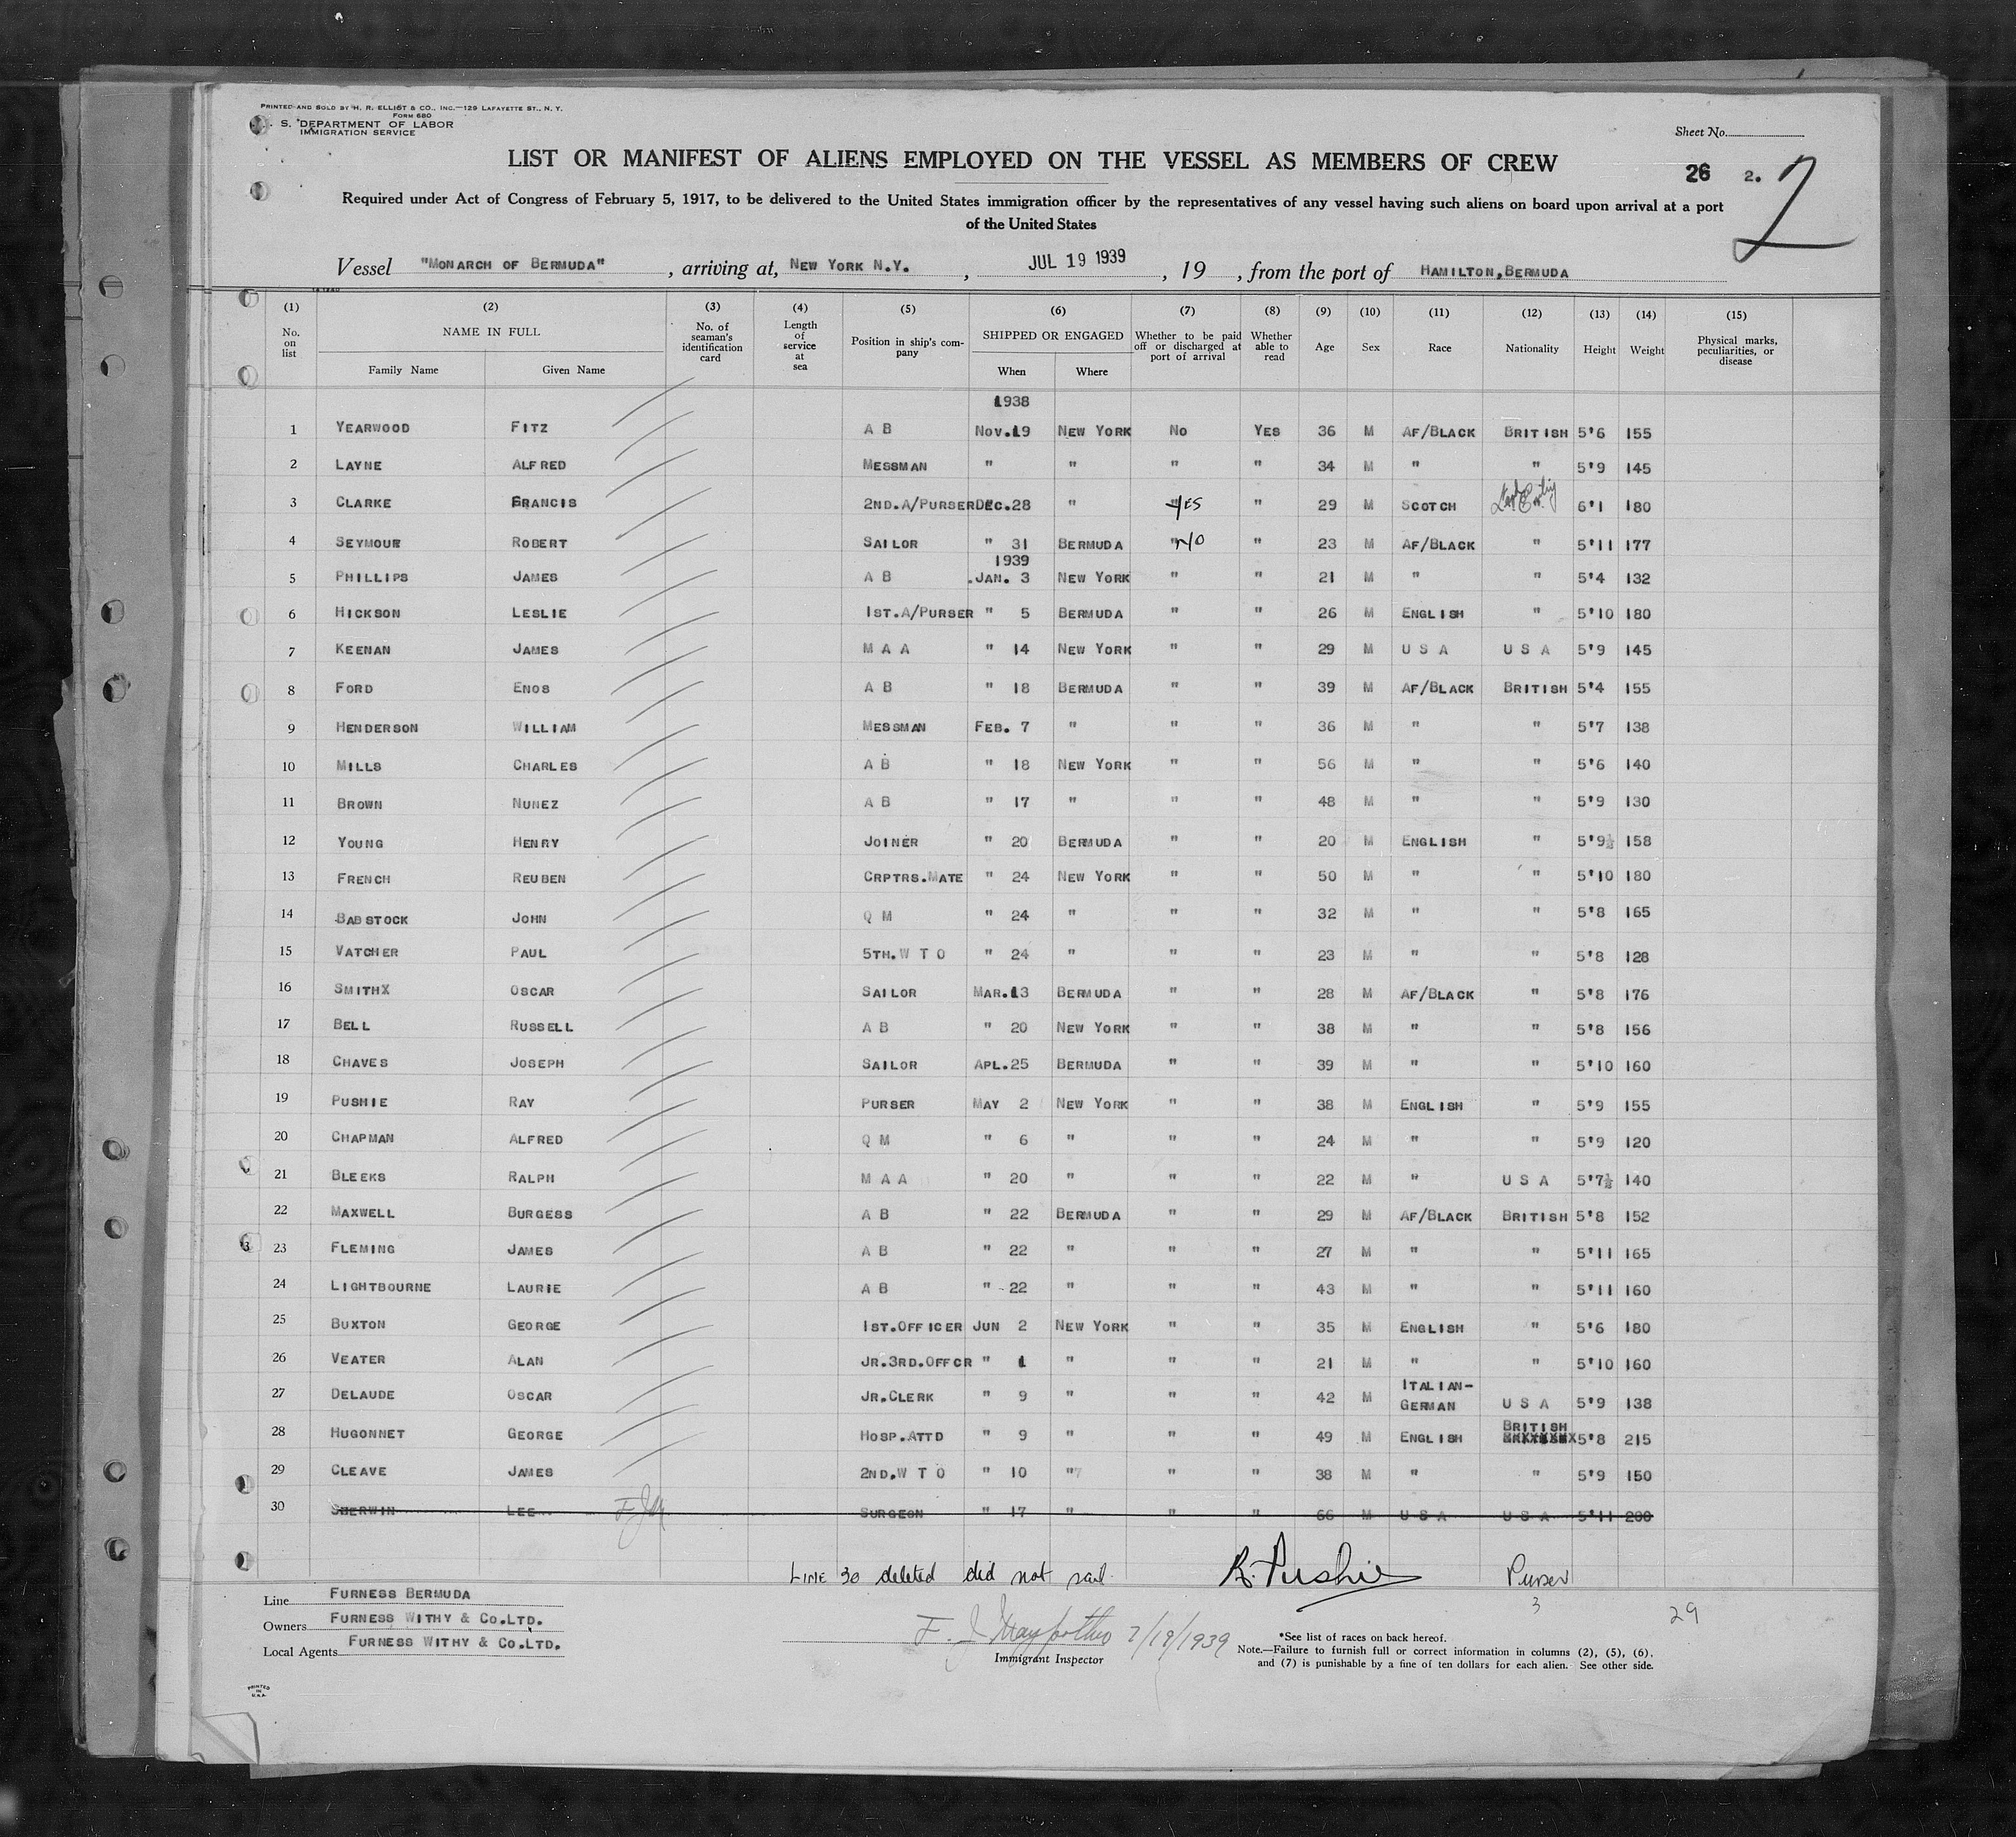 PRINTED AND SOLD BY H. R. ELLIOT & CO., INC.—129 LAFAYETTE ST., N. Y.
FORM 680
S. DEPARTMENT OF LABOR
IMMIGRATION SERVICE
Sheet No.
LIST OR MANIFEST OF ALIENS EMPLOYED ON THE VESSEL AS MEMBERS OF CREW
26 2. 2
Required under Act of Congress of February 5, 1917, to be delivered to the United States immigration officer by the representatives of any vessel having such aliens on board upon arrival at a port
of the United States
Vessel "MONARCH OF BERMUDA" , arriving at, NEW YORK N.Y. , JUL 19 1939 , 19 , from the port of HAMILTON, BERMUDA
(1) No. on list (2) NAME IN FULL Family Name Given Name (3) No. of seaman's identification card (4) Length of service at sea (5) Position in ship's company (6) SHIPPED OR ENGAGED When Where (7) Whether to be paid off or discharged at port of arrival (8) Whether able to read (9) Age (10) Sex (11) Race (12) Nationality (13) Height (14) Weight (15) Physical marks, peculiarities, or disease
1938
1 YEARWOOD FITZ A B NOV.19 NEW YORK NO YES 36 M AF/BLACK BRITISH 5'6 155
2 LAYNE ALFRED MESSMAN " " " " 34 M " " 5'9 145
3 CLARKE FRANCIS 2ND.A/PURSER DEC.28 " YES " 29 M SCOTCH 6'1 180
4 SEYMOUR ROBERT SAILOR " 31 BERMUDA NO " 23 M AF/BLACK " 5'11 177
1939
5 PHILLIPS JAMES A B JAN. 3 NEW YORK " " 21 M " " 5'4 132
6 HICKSON LESLIE 1ST.A/PURSER " 5 BERMUDA " " 26 M ENGLISH " 5'10 180
7 KEENAN JAMES M A A " 14 NEW YORK " " 29 M U S A U S A 5'9 145
8 FORD ENOS A B " 18 BERMUDA " " 39 M AF/BLACK BRITISH 5'4 155
9 HENDERSON WILLIAM MESSMAN FEB. 7 " " " 36 M " " 5'7 138
10 MILLS CHARLES A B " 18 NEW YORK " " 56 M " " 5'6 140
11 BROWN NUNEZ A B " 17 " " " 48 M " " 5'9 130
12 YOUNG HENRY JOINER " 20 BERMUDA " " 20 M ENGLISH " 5'9½ 158
13 FRENCH REUBEN CRPTRS.MATE " 24 NEW YORK " " 50 M " " 5'10 180
14 BABSTOCK JOHN Q M " 24 " " " 32 M " " 5'8 165
15 VATCHER PAUL 5TH.W T O " 24 " " " 23 M " " 5'8 128
16 SMITHX OSCAR SAILOR MAR.13 BERMUDA " " 28 M AF/BLACK " 5'8 176
17 BELL RUSSELL A B " 20 NEW YORK " " 38 M " " 5'8 156
18 CHAVES JOSEPH SAILOR APL.25 BERMUDA " " 39 M " " 5'10 160
19 PUSHIE RAY PURSER MAY 2 NEW YORK " " 38 M ENGLISH " 5'9 155
20 CHAPMAN ALFRED Q M " 6 " " " 24 M " " 5'9 120
21 BLEEKS RALPH M A A " 20 " " " 22 M " U S A 5'7½ 140
22 MAXWELL BURGESS A B " 22 BERMUDA " " 29 M AF/BLACK BRITISH 5'8 152
23 FLEMING JAMES A B " 22 " " " 27 M " " 5'11 165
24 LIGHTBOURNE LAURIE A B " 22 " " " 43 M " " 5'11 160
25 BUXTON GEORGE 1ST.OFFICER JUN 2 NEW YORK " " 35 M ENGLISH " 5'6 180
26 VEATER ALAN JR.3RD.OFFCR " 1 " " " 21 M " " 5'10 160
27 DELAUDE OSCAR JR.CLERK " 9 " " " 42 M ITALIAN-GERMAN U S A 5'9 138
28 HUGONNET GEORGE HOSP.ATTD " 9 " " " 49 M ENGLISH BRITISH 5'8 215
29 CLEAVE JAMES 2ND.W T O " 10 " " " 38 M " " 5'9 150
30 SHERWIN LEE SURGEON " 17 " " " 66 M U S A U S A 5'11 200
Line 30 deleted did not sail. R. Pushie Purser
3
29
Line FURNESS BERMUDA
Owners FURNESS WITHY & CO.LTD.
Local Agents FURNESS WITHY & CO.LTD.
F. J. 7/19/1939
Immigrant Inspector
*See list of races on back hereof.
Note.—Failure to furnish full or correct information in columns (2), (5), (6), and (7) is punishable by a fine of ten dollars for each alien. See other side.
PRINTED IN U.S.A.